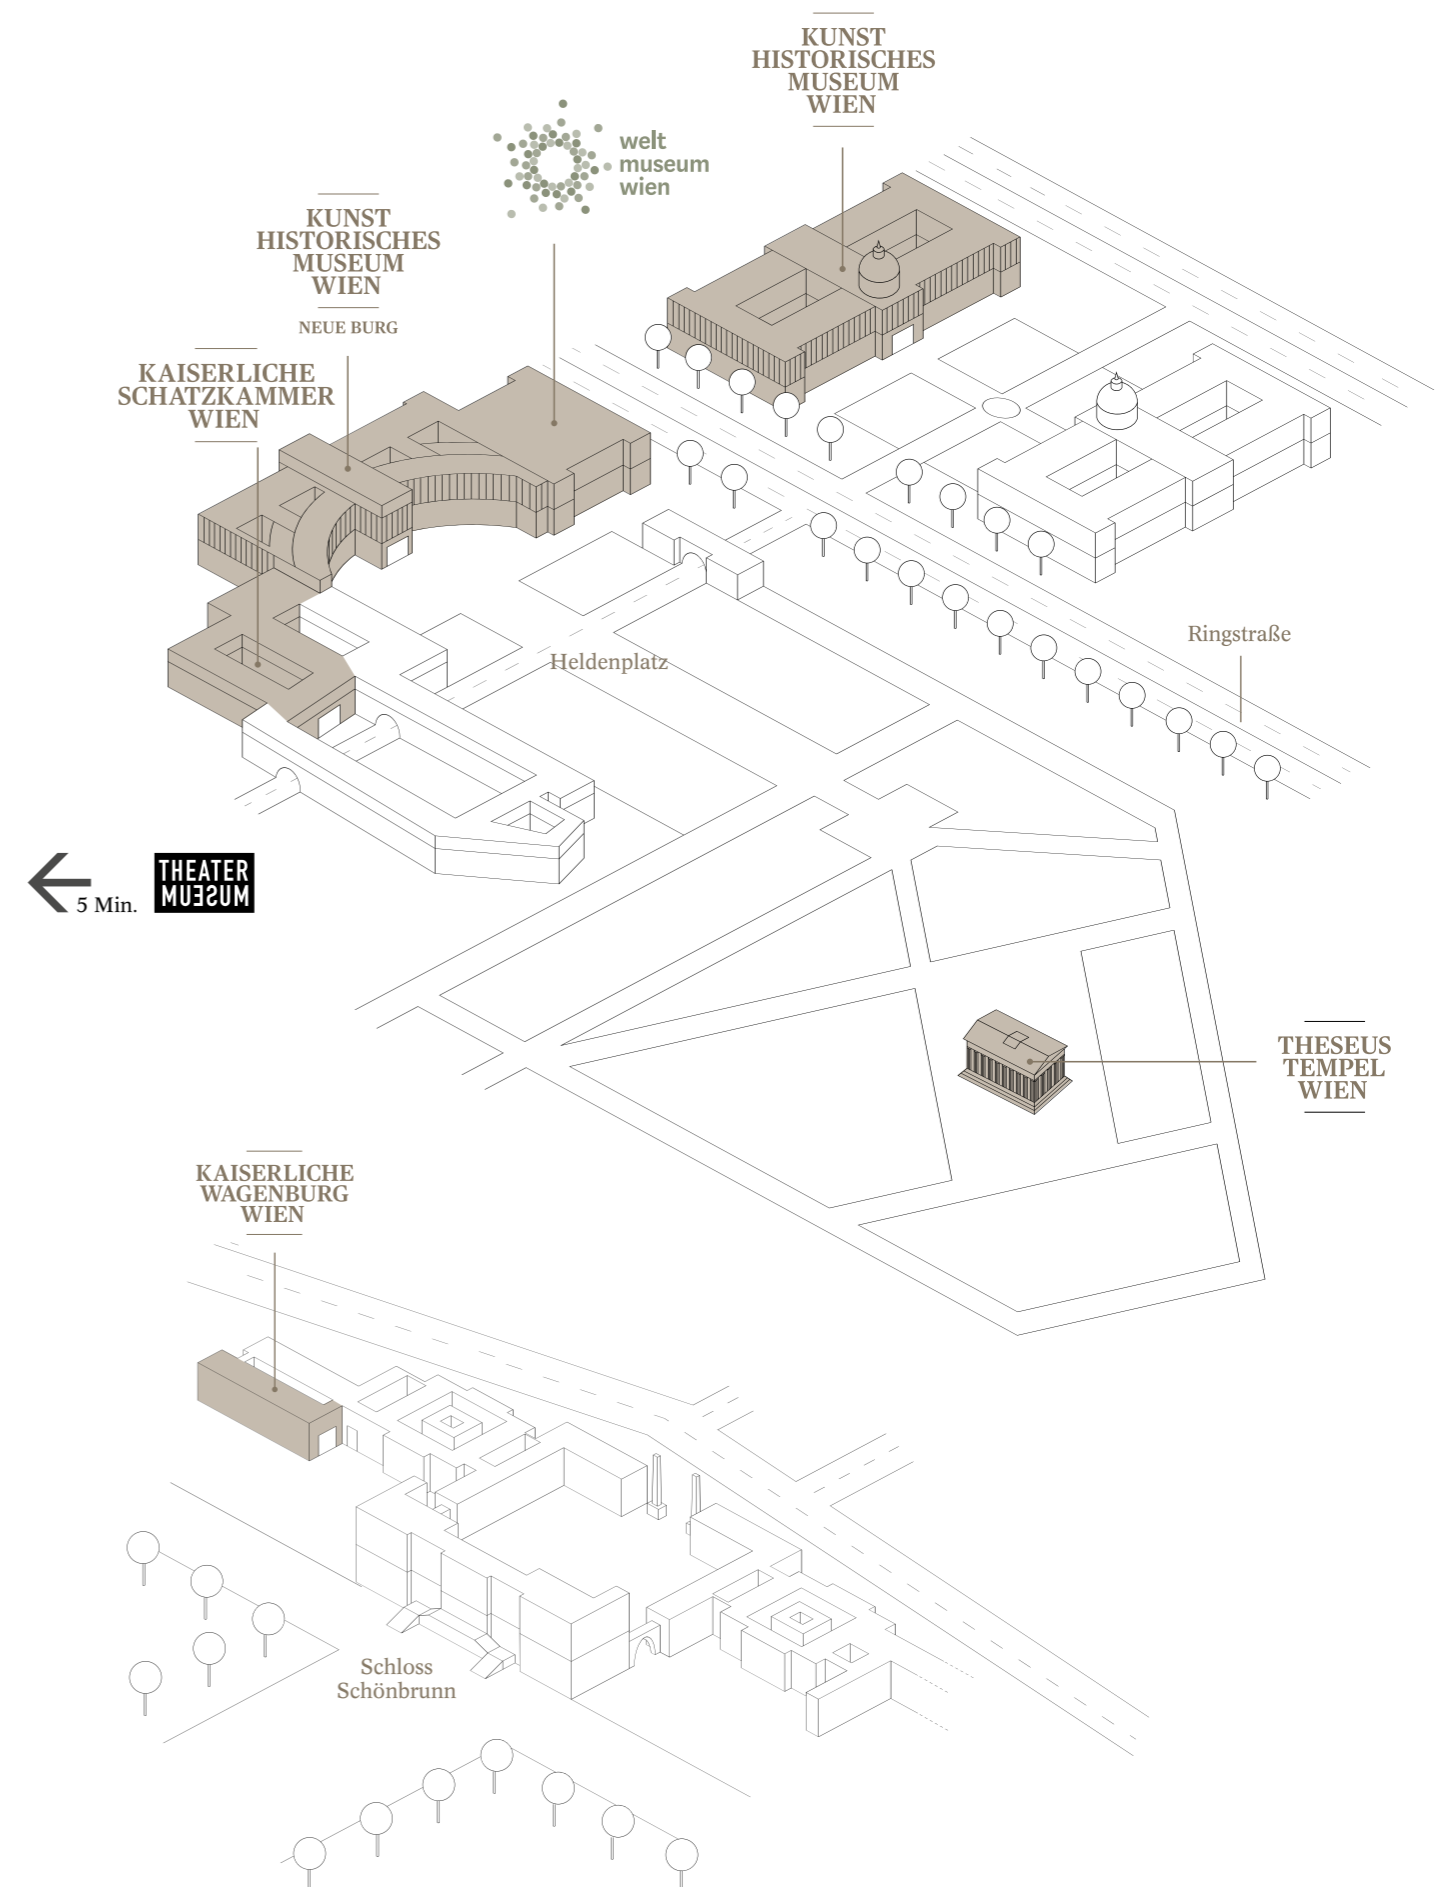 KUNST
HISTORISCHES
MUSEUM
WIEN
welt
museum
wien
KUNST
HISTORISCHES
MUSEUM
WIEN
NEUE BURG
KAISERLICHE
SCHATZKAMMER
WIEN
Ringstraße
Heldenplatz
5 Min.
THEATER
MUSEUM
THESEUS
TEMPEL
WIEN
KAISERLICHE
WAGENBURG
WIEN
Schloss
Schönbrunn